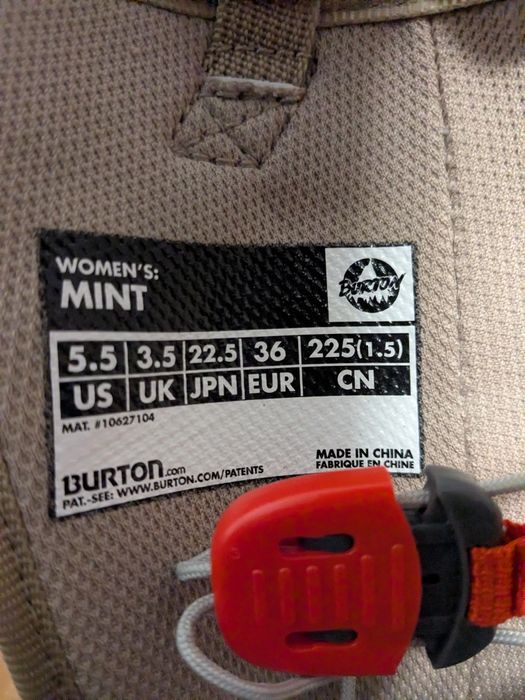 WOMEN'S:
MINT
BURTON
5.5 3.5 22.5 36 225(1.5)
US UK JPN EUR CN
MAT. #10627104
MADE IN CHINA
FABRIQUE EN CHINE
BURTON.com
PAT.-SEE: WWW.BURTON.COM/PATENTS